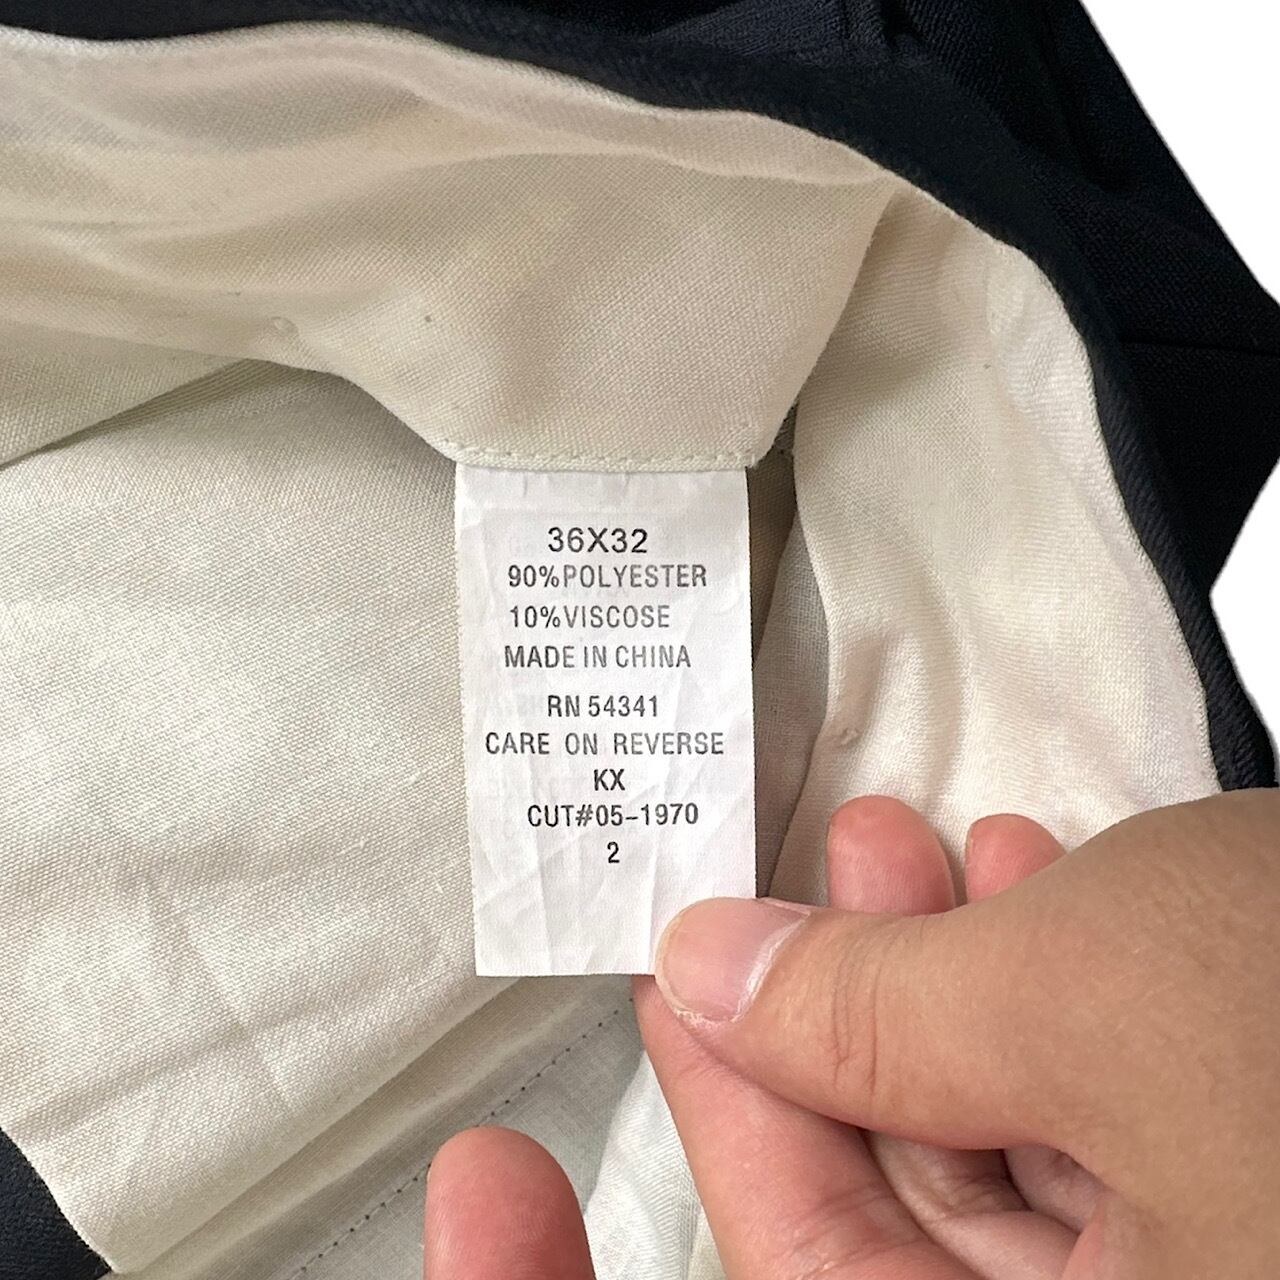 36X32
90%POLYESTER
10%VISCOSE
MADE IN CHINA
RN 54341
CARE ON REVERSE
KX
CUT#05-1970
2